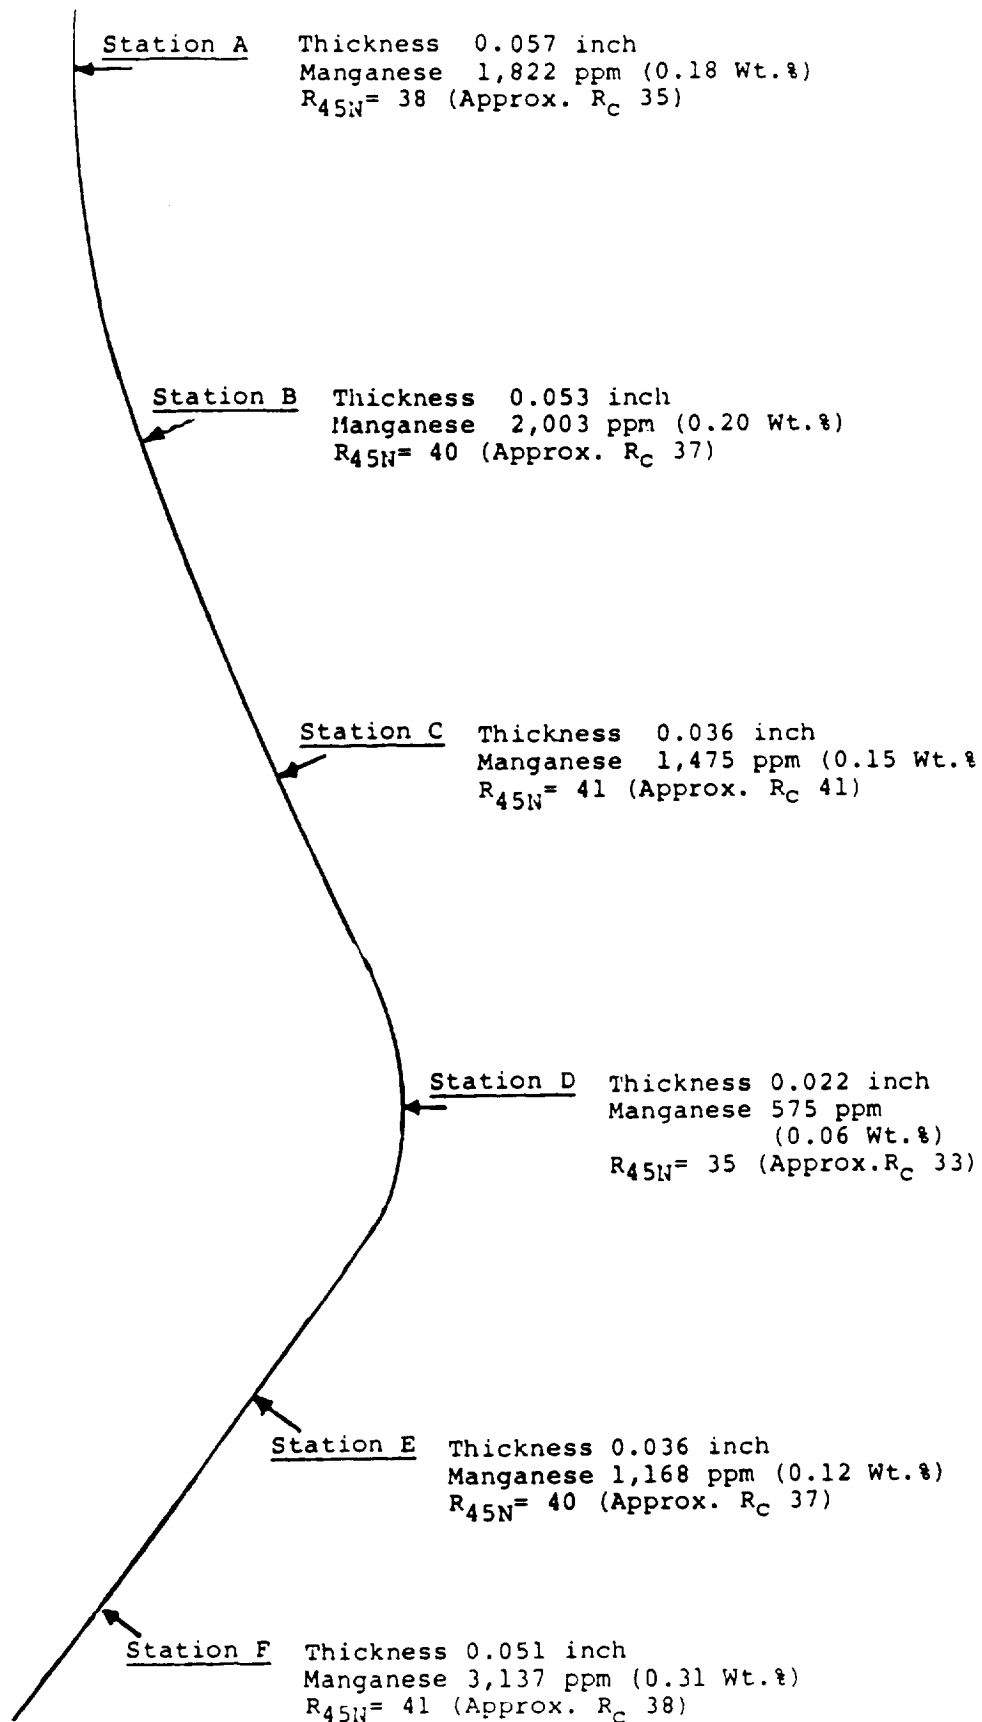 Station A Thickness 0.057 inch
Manganese 1,822 ppm (0.18 Wt.%)
R45N= 38 (Approx. Rc 35)
Station B Thickness 0.053 inch
Manganese 2,003 ppm (0.20 Wt.%)
R45N= 40 (Approx. Rc 37)
Station C Thickness 0.036 inch
Manganese 1,475 ppm (0.15 Wt.%
R45N= 41 (Approx. Rc 41)
Station D Thickness 0.022 inch
Manganese 575 ppm
(0.06 Wt.%)
R45N= 35 (Approx.Rc 33)
Station E Thickness 0.036 inch
Manganese 1,168 ppm (0.12 Wt.%)
R45N= 40 (Approx. Rc 37)
Station F Thickness 0.051 inch
Manganese 3,137 ppm (0.31 Wt.%)
R45N= 41 (Approx. Rc 38)